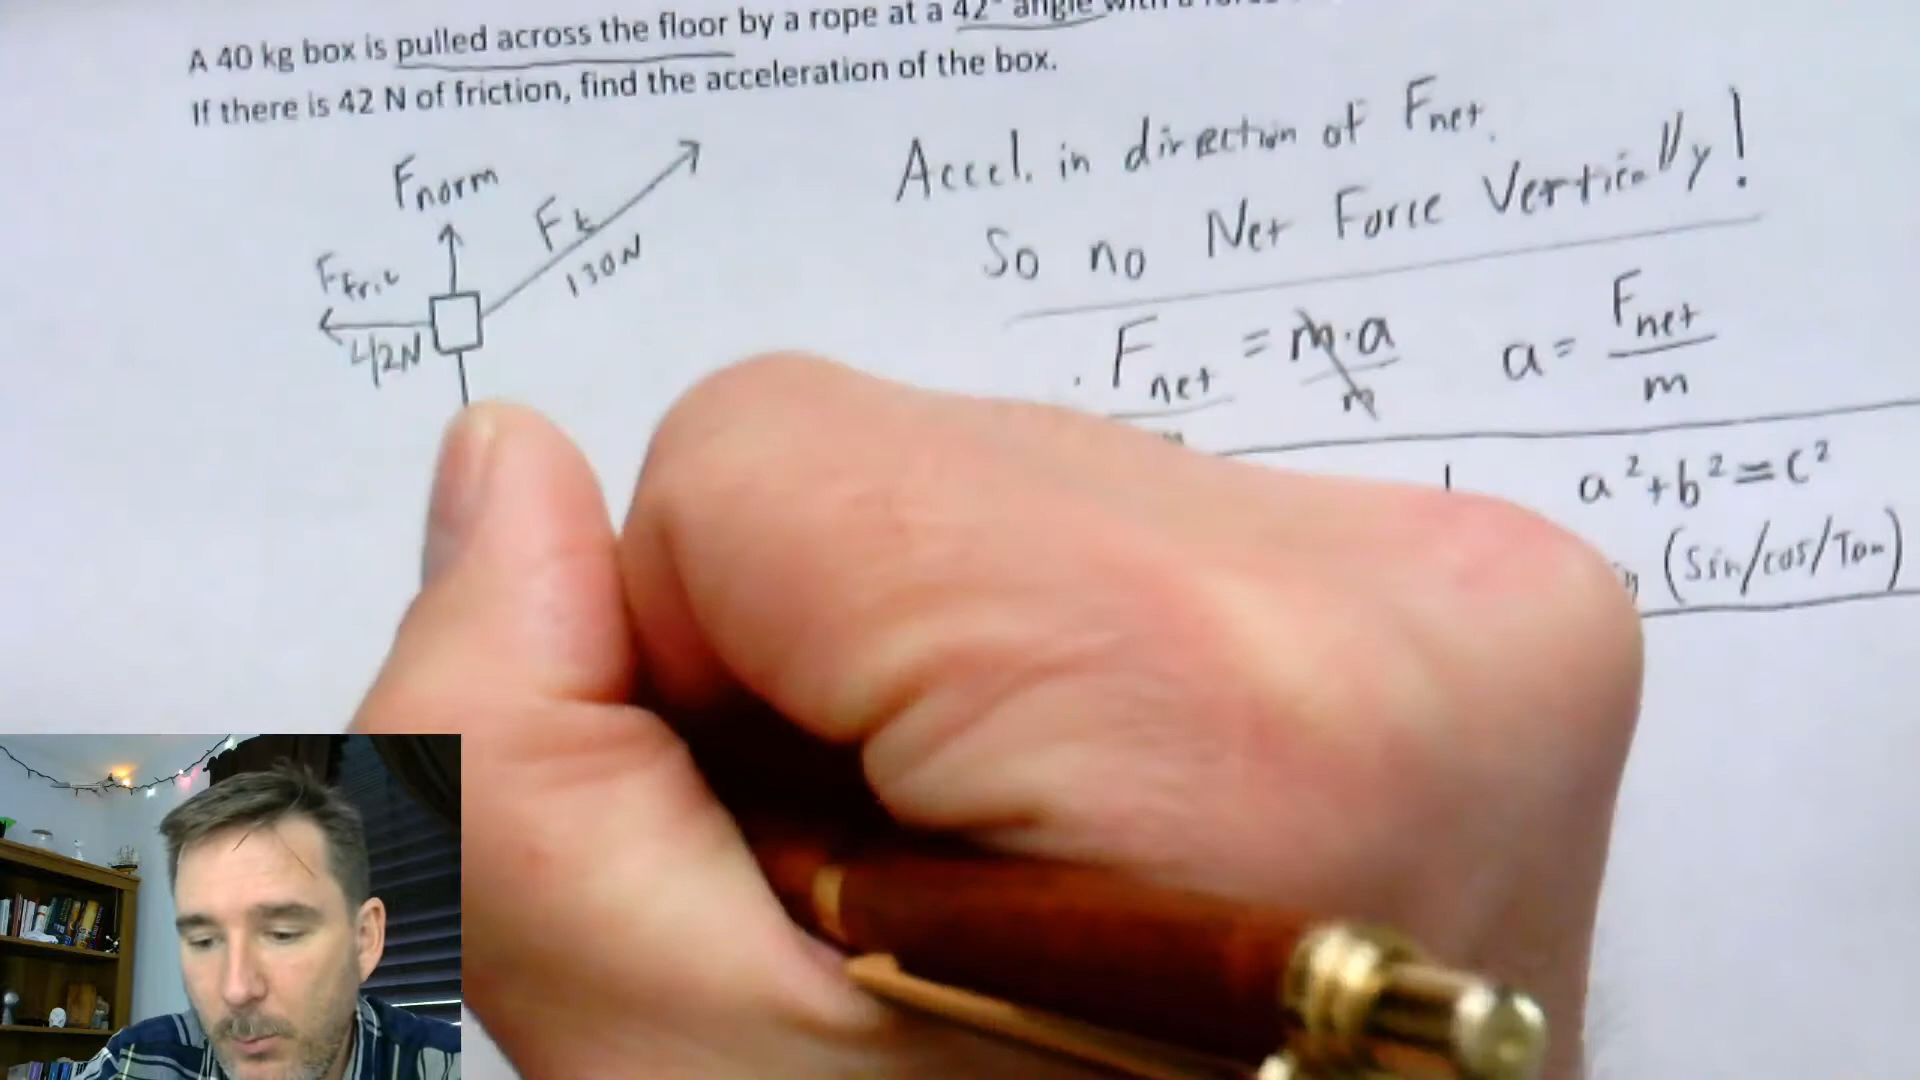 A 40 kg box is pulled across the floor by a rope at a 42° angle with a
If there is 42 N of friction, find the acceleration of the box.
Fnorm
Ft
130N
Ffric
42N
Accel. in direction of Fnet.
So no Net Force Vertically!
Fnet = m·a
m
a = Fnet
m
a²+b²=c²
(Sin/cos/Tan)